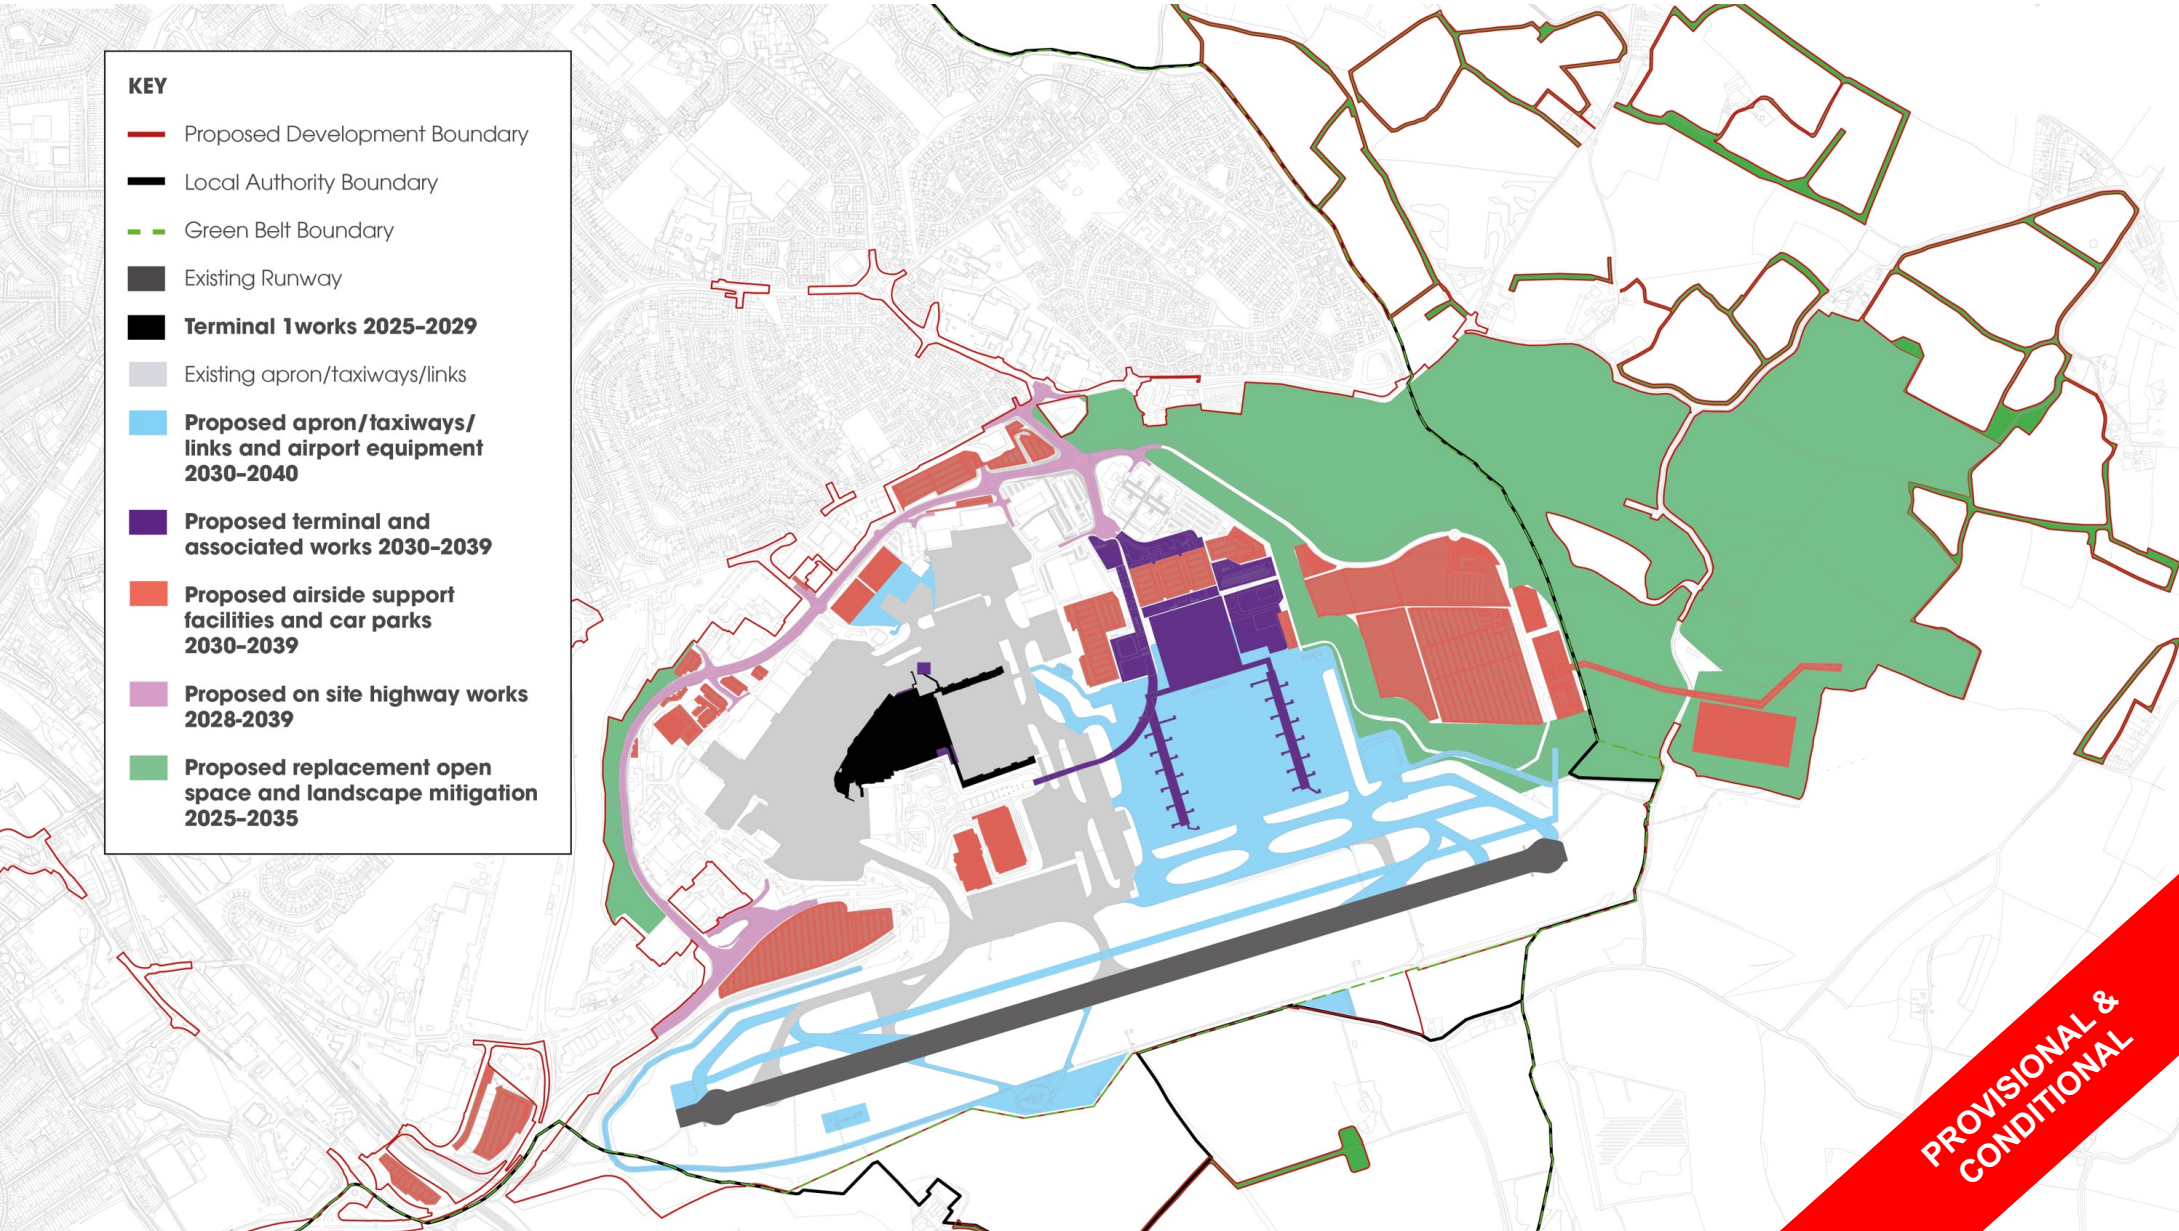 KEY
Proposed Development Boundary
Local Authority Boundary
Green Belt Boundary
Existing Runway
Terminal 1works 2025–2029
Existing apron/taxiways/links
Proposed apron/taxiways/
links and airport equipment
2030–2040
Proposed terminal and
associated works 2030–2039
Proposed airside support
facilities and car parks
2030–2039
Proposed on site highway works
2028-2039
Proposed replacement open
space and landscape mitigation
2025–2035
PROVISIONAL &
CONDITIONAL